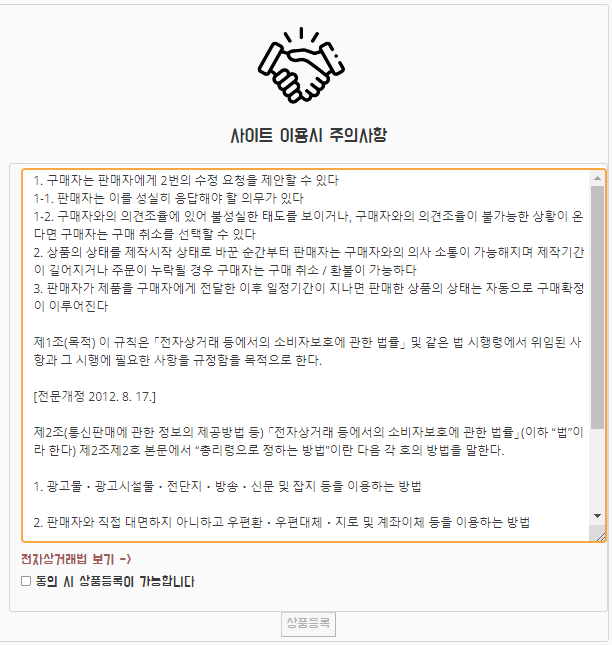 사이트 이용시 주의사항
1. 구매자는 판매자에게 2번의 수정 요청을 제안할 수 있다
1-1. 판매자는 이를 성실히 응답해야 할 의무가 있다
1-2. 구매자와의 의견조율에 있어 불성실한 태도를 보이거나, 구매자와의 의견조율이 불가능한 상황이 온
다면 구매자는 구매 취소를 선택할 수 있다
2. 상품의 상태를 제작시작 상태로 바꾼 순간부터 판매자는 구매자와의 의사 소통이 가능해지며 제작기간
이 길어지거나 주문이 누락될 경우 구매자는 구매 취소 / 환불이 가능하다
3. 판매자가 제품을 구매자에게 전달한 이후 일정기간이 지나면 판매한 상품의 상태는 자동으로 구매확정
이 이루어진다
제1조(목적) 이 규칙은 「전자상거래 등에서의 소비자보호에 관한 법률」 및 같은 법 시행령에서 위임된 사
항과 그 시행에 필요한 사항을 규정함을 목적으로 한다.
[전문개정 2012. 8. 17.]
제2조(통신판매에 관한 정보의 제공방법 등) 「전자상거래 등에서의 소비자보호에 관한 법률」(이하 “법”이
라 한다) 제2조제2호 본문에서 “총리령으로 정하는 방법”이란 다음 각 호의 방법을 말한다.
1. 광고물ㆍ광고시설물ㆍ전단지ㆍ방송ㆍ신문 및 잡지 등을 이용하는 방법
2. 판매자와 직접 대면하지 아니하고 우편환ㆍ우편대체ㆍ지로 및 계좌이체 등을 이용하는 방법
전자상거래법 보기 ->
동의 시 상품등록이 가능합니다
상품등록